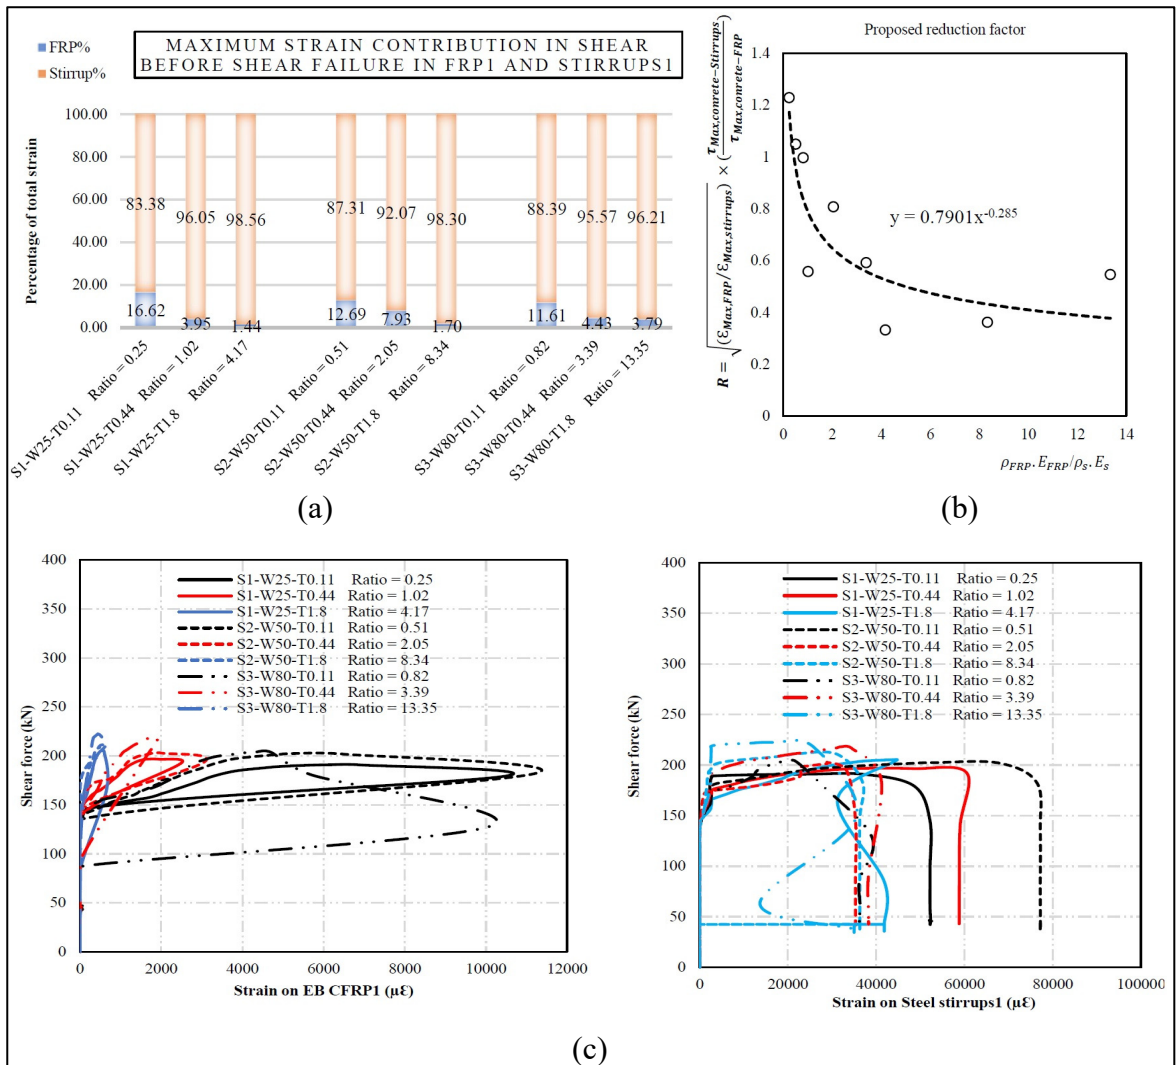 FRP%
Stirrup%
MAXIMUM STRAIN CONTRIBUTION IN SHEAR
BEFORE SHEAR FAILURE IN FRP1 AND STIRRUPS1
Percentage of total strain
100.00
80.00
60.00
40.00
20.00
0.00
83.38
96.05
98.56
87.31
92.07
98.30
88.39
95.57
96.21
16.62
3.95
1.44
12.69
7.93
1.70
11.61
4.43
3.79
S1-W25-T0.11 Ratio = 0.25
S1-W25-T0.44 Ratio = 1.02
S1-W25-T1.8 Ratio = 4.17
S2-W50-T0.11 Ratio = 0.51
S2-W50-T0.44 Ratio = 2.05
S2-W50-T1.8 Ratio = 8.34
S3-W80-T0.11 Ratio = 0.82
S3-W80-T0.44 Ratio = 3.39
S3-W80-T1.8 Ratio = 13.35
(a)
Proposed reduction factor
R = √(ɛMax,FRP/ɛMax,stirrups) × (τMax,conrete-Stirrups/τMax,conrete-FRP)
1.4
1.2
1
0.8
0.6
0.4
0.2
0
y = 0.7901x-0.285
0 2 4 6 8 10 12 14
ρFRP.EFRP/ρs.Es
(b)
400
350
300
250
200
150
100
50
0
Shear force (kN)
S1-W25-T0.11 Ratio = 0.25
S1-W25-T0.44 Ratio = 1.02
S1-W25-T1.8 Ratio = 4.17
S2-W50-T0.11 Ratio = 0.51
S2-W50-T0.44 Ratio = 2.05
S2-W50-T1.8 Ratio = 8.34
S3-W80-T0.11 Ratio = 0.82
S3-W80-T0.44 Ratio = 3.39
S3-W80-T1.8 Ratio = 13.35
0 2000 4000 6000 8000 10000 12000
Strain on EB CFRP1 (µƐ)
400
350
300
250
200
150
100
50
0
Shear force (kN)
S1-W25-T0.11 Ratio = 0.25
S1-W25-T0.44 Ratio = 1.02
S1-W25-T1.8 Ratio = 4.17
S2-W50-T0.11 Ratio = 0.51
S2-W50-T0.44 Ratio = 2.05
S2-W50-T1.8 Ratio = 8.34
S3-W80-T0.11 Ratio = 0.82
S3-W80-T0.44 Ratio = 3.39
S3-W80-T1.8 Ratio = 13.35
0 20000 40000 60000 80000 100000
Strain on Steel stirrups1 (µƐ)
(c)